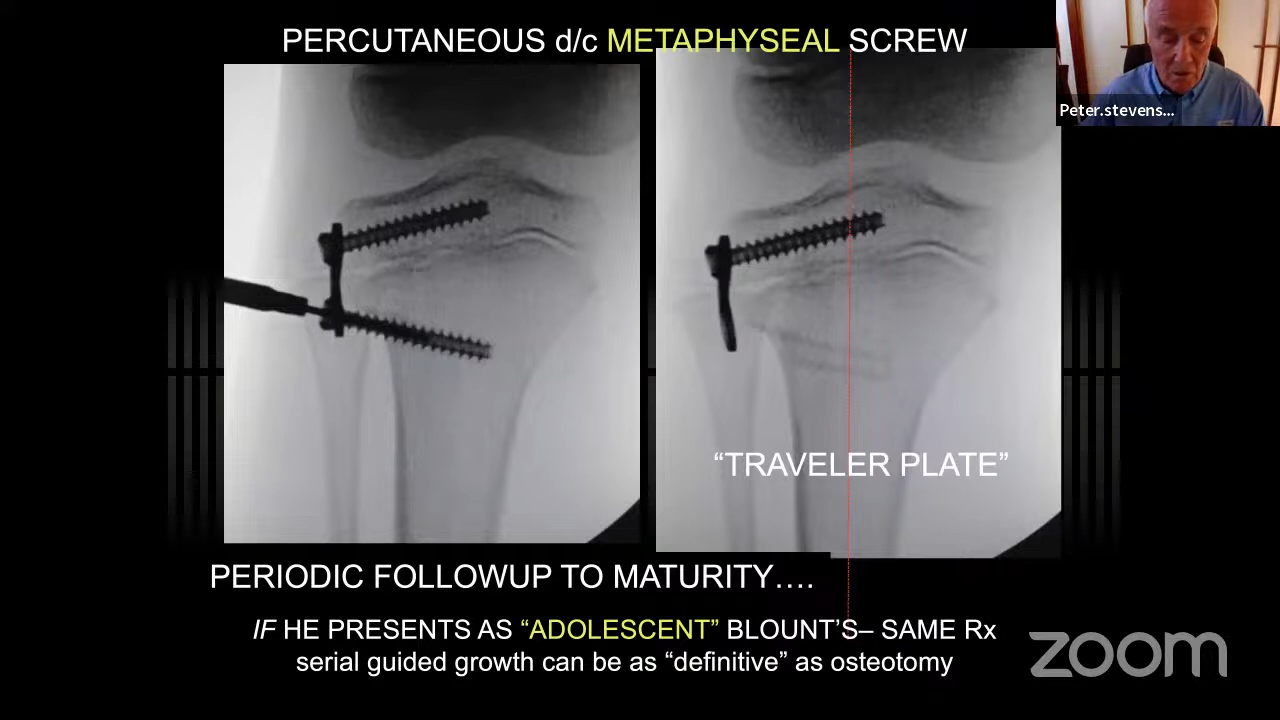 PERCUTANEOUS d/c METAPHYSEAL SCREW
Peter.stevens...
“TRAVELER PLATE”
PERIODIC FOLLOWUP TO MATURITY….
IF HE PRESENTS AS “ADOLESCENT” BLOUNT’S– SAME Rx
serial guided growth can be as “definitive” as osteotomy
zoom